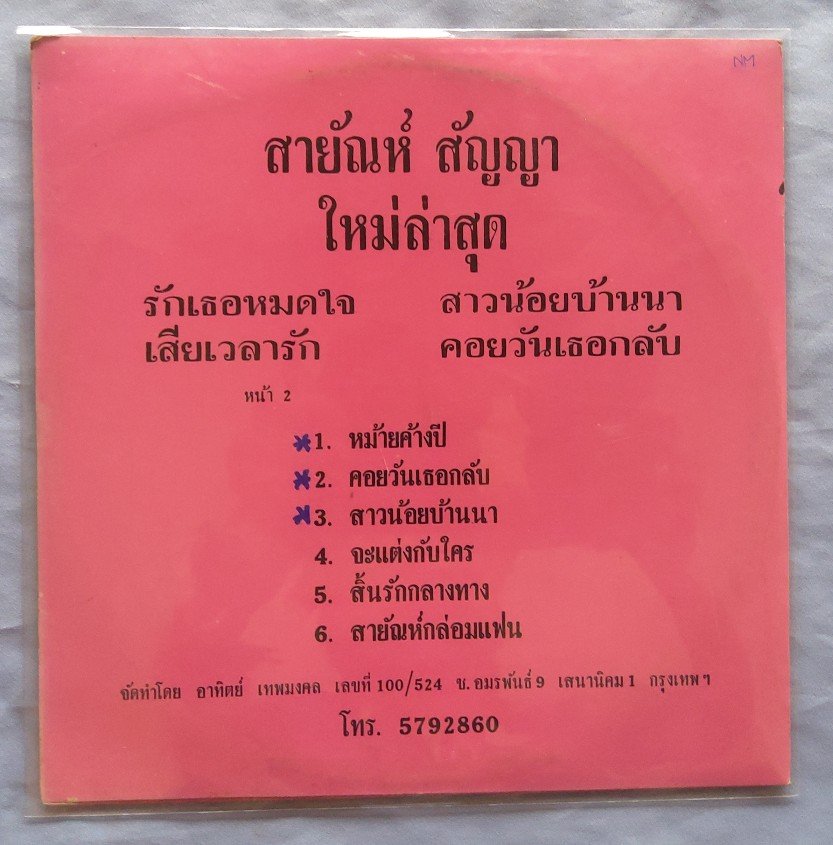 NM
สายัณห์ สัญญา
ใหม่ล่าสุด
รักเธอหมดใจ สาวน้อยบ้านนา
เสียเวลารัก คอยวันเธอกลับ
หน้า 2
*1. หม้ายค้างปี
*2. คอยวันเธอกลับ
*3. สาวน้อยบ้านนา
4. จะแต่งกับใคร
5. สิ้นรักกลางทาง
6. สายัณห์กล่อมแฟน
จัดทำโดย อาทิตย์ เทพมงคล เลขที่ 100/524 ซ. อมรพันธ์ 9 เสนานิคม 1 กรุงเทพฯ
โทร. 5792860